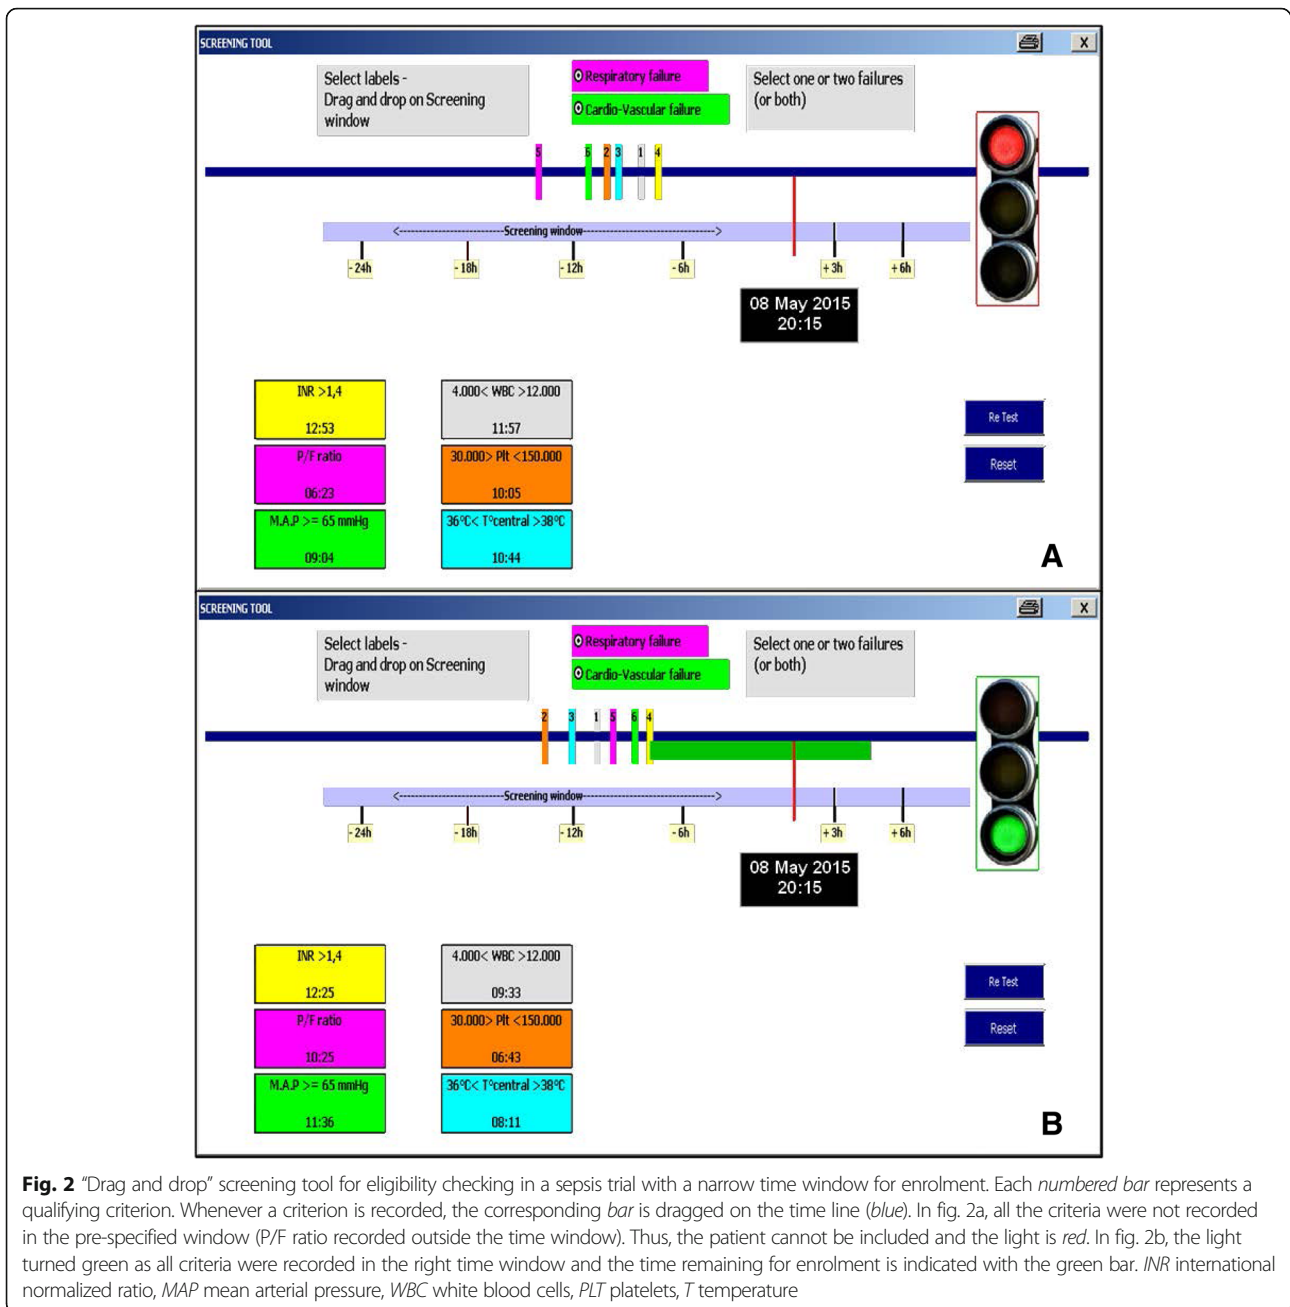 SCREENING TOOL
X
Select labels -
Drag and drop on Screening
window
Respiratory failure
Cardio-Vascular failure
Select one or two failures
(or both)
5 6 2 3 1 4
<----------------------Screening window---------------------------->
- 24h
- 18h
- 12h
- 6h
+ 3h
+ 6h
08 May 2015
20:15
INR >1,4
12:53
4.000< WBC >12.000
11:57
P/F ratio
06:23
30.000> Plt <150.000
10:05
M.A.P >= 65 mmHg
09:04
36°C< T°central >38°C
10:44
Re Test
Reset
A
SCREENING TOOL
X
Select labels -
Drag and drop on Screening
window
Respiratory failure
Cardio-Vascular failure
Select one or two failures
(or both)
2 3 1 5 6 4
<----------------------Screening window---------------------------->
- 24h
- 18h
- 12h
- 6h
+ 3h
+ 6h
08 May 2015
20:15
INR >1,4
12:25
4.000< WBC >12.000
09:33
P/F ratio
10:25
30.000> Plt <150.000
06:43
M.A.P >= 65 mmHg
11:36
36°C< T°central >38°C
08:11
Re Test
Reset
B
Fig. 2 “Drag and drop” screening tool for eligibility checking in a sepsis trial with a narrow time window for enrolment. Each numbered bar represents a
qualifying criterion. Whenever a criterion is recorded, the corresponding bar is dragged on the time line (blue). In fig. 2a, all the criteria were not recorded
in the pre-specified window (P/F ratio recorded outside the time window). Thus, the patient cannot be included and the light is red. In fig. 2b, the light
turned green as all criteria were recorded in the right time window and the time remaining for enrolment is indicated with the green bar. INR international
normalized ratio, MAP mean arterial pressure, WBC white blood cells, PLT platelets, T temperature